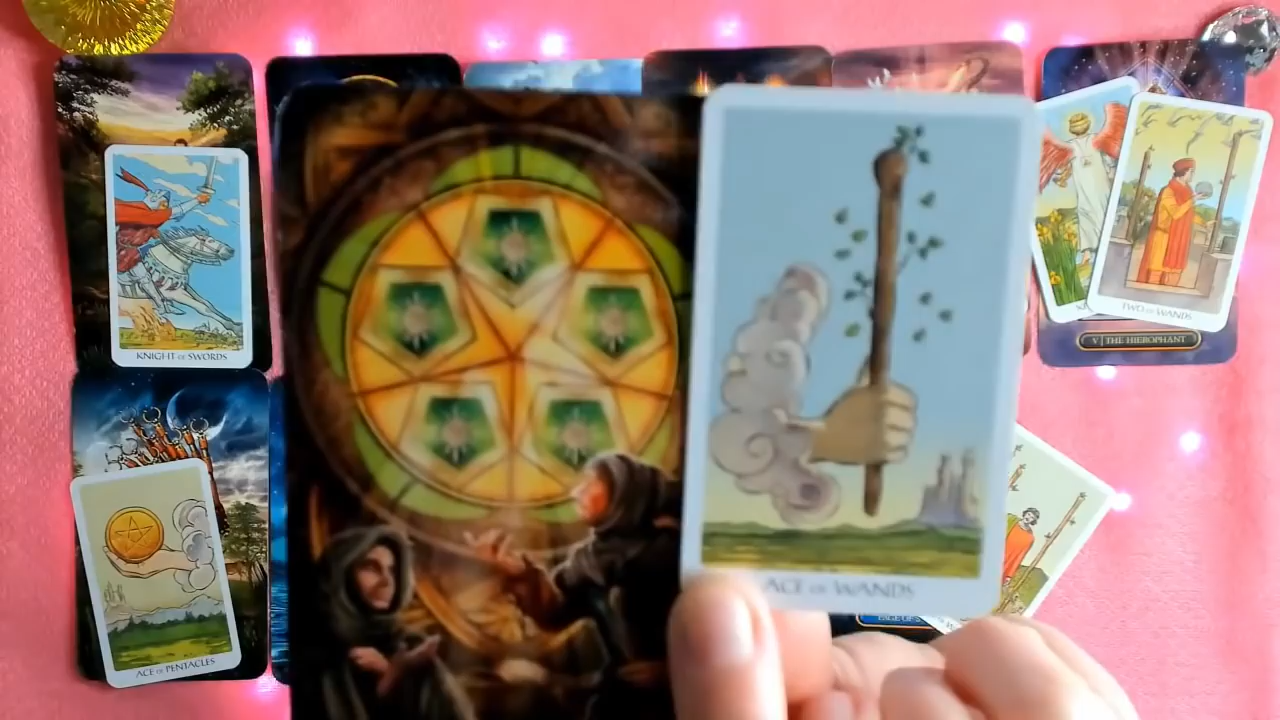 KNIGHT OF SWORDS
TWO OF WANDS
V | THE HIEROPHANT
ACE OF WANDS
ACE OF PENTACLES